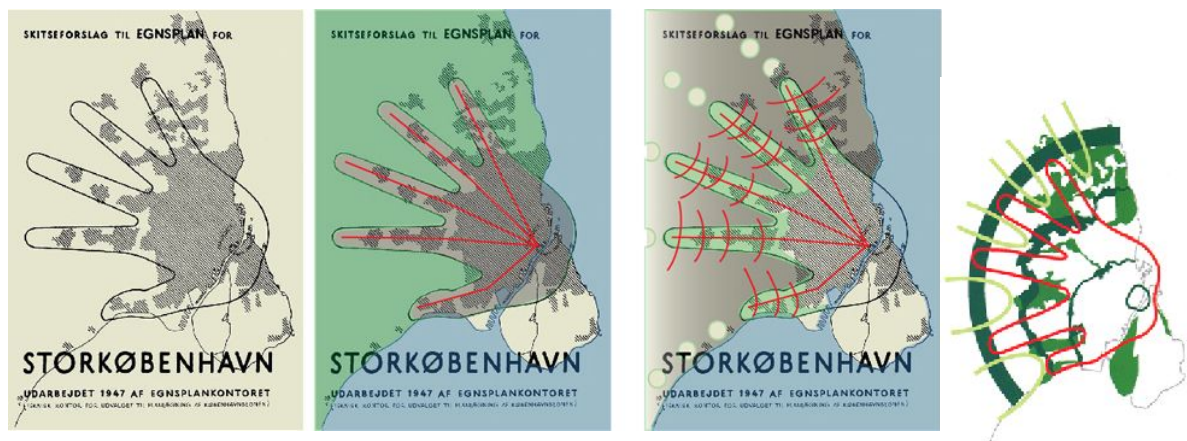 SKITSEFORSLAG TIL EGNSPLAN FOR
STORKØBENHAVN
UDARBEJDET 1947 AF EGNSPLANKONTORET
SKITSEFORSLAG TIL EGNSPLAN FOR
STORKØBENHAVN
UDARBEJDET 1947 AF EGNSPLANKONTORET
SKITSEFORSLAG TIL EGNSPLAN FOR
STORKØBENHAVN
UDARBEJDET 1947 AF EGNSPLANKONTORET